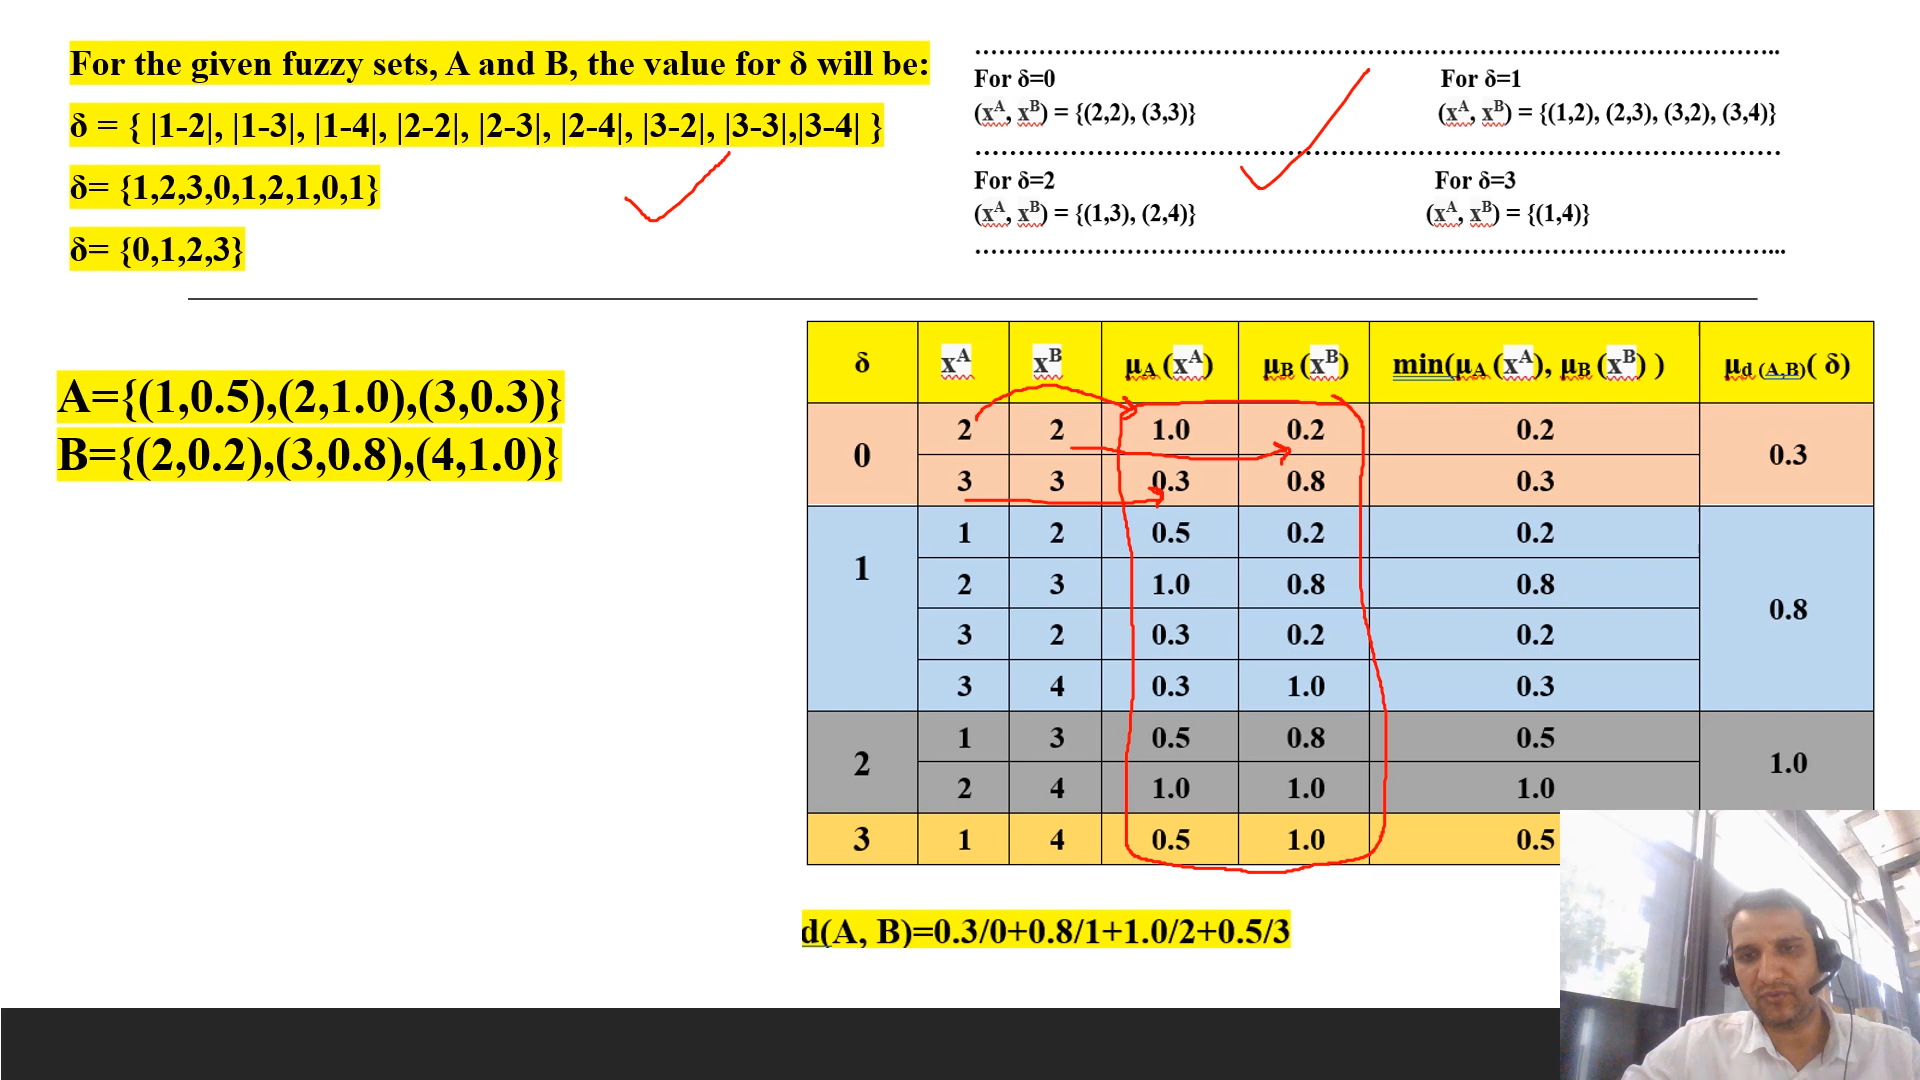 For the given fuzzy sets, A and B, the value for δ will be:
δ = { |1-2|, |1-3|, |1-4|, |2-2|, |2-3|, |2-4|, |3-2|, |3-3|,|3-4| }
δ= {1,2,3,0,1,2,1,0,1}
δ= {0,1,2,3}
For δ=0
(xᴬ, xᴮ) = {(2,2), (3,3)}
For δ=1
(xᴬ, xᴮ) = {(1,2), (2,3), (3,2), (3,4)}
For δ=2
(xᴬ, xᴮ) = {(1,3), (2,4)}
For δ=3
(xᴬ, xᴮ) = {(1,4)}
A={(1,0.5),(2,1.0),(3,0.3)}
B={(2,0.2),(3,0.8),(4,1.0)}
δ xᴬ xᴮ μA (xᴬ) μB (xᴮ) min(μA (xᴬ), μB (xᴮ) ) μd (A,B)( δ)
0 2 2 1.0 0.2 0.2 0.3
3 3 0.3 0.8 0.3
1 1 2 0.5 0.2 0.2 0.8
2 3 1.0 0.8 0.8
3 2 0.3 0.2 0.2
3 4 0.3 1.0 0.3
2 1 3 0.5 0.8 0.5 1.0
2 4 1.0 1.0 1.0
3 1 4 0.5 1.0 0.5
d(A, B)=0.3/0+0.8/1+1.0/2+0.5/3